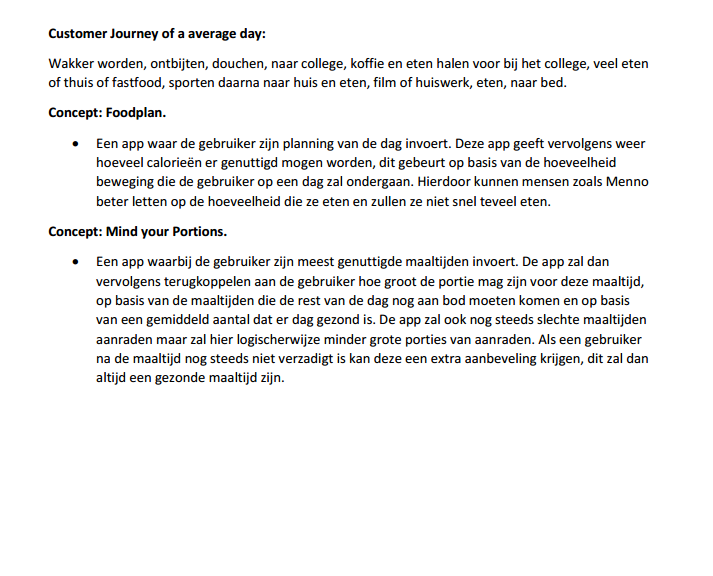 Customer Journey of a average day:
Wakker worden, ontbijten, douchen, naar college, koffie en eten halen voor bij het college, veel eten
of thuis of fastfood, sporten daarna naar huis en eten, film of huiswerk, eten, naar bed.
Concept: Foodplan.
• Een app waar de gebruiker zijn planning van de dag invoert. Deze app geeft vervolgens weer
hoeveel calorieën er genuttigd mogen worden, dit gebeurt op basis van de hoeveelheid
beweging die de gebruiker op een dag zal ondergaan. Hierdoor kunnen mensen zoals Menno
beter letten op de hoeveelheid die ze eten en zullen ze niet snel teveel eten.
Concept: Mind your Portions.
• Een app waarbij de gebruiker zijn meest genuttigde maaltijden invoert. De app zal dan
vervolgens terugkoppelen aan de gebruiker hoe groot de portie mag zijn voor deze maaltijd,
op basis van de maaltijden die de rest van de dag nog aan bod moeten komen en op basis
van een gemiddeld aantal dat er dag gezond is. De app zal ook nog steeds slechte maaltijden
aanraden maar zal hier logischerwijze minder grote porties van aanraden. Als een gebruiker
na de maaltijd nog steeds niet verzadigt is kan deze een extra aanbeveling krijgen, dit zal dan
altijd een gezonde maaltijd zijn.